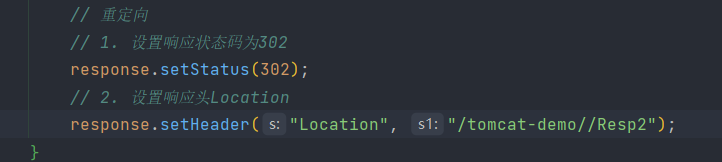 // 重定向
// 1. 设置响应状态码为302
response.setStatus(302);
// 2. 设置响应头Location
response.setHeader( s: "Location", s1: "/tomcat-demo//Resp2");
}